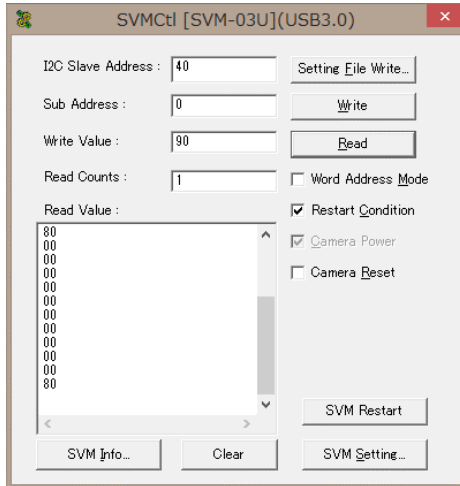 SVMCtl [SVM-03U](USB3.0)
I2C Slave Address : 40 Setting File Write...
Sub Address : 0 Write
Write Value : 90 Read
Read Counts : 1 Word Address Mode
Read Value : Restart Condition
Camera Power
Camera Reset
80
00
00
00
00
00
00
00
00
00
00
80
SVM Restart
SVM Info... Clear SVM Setting...